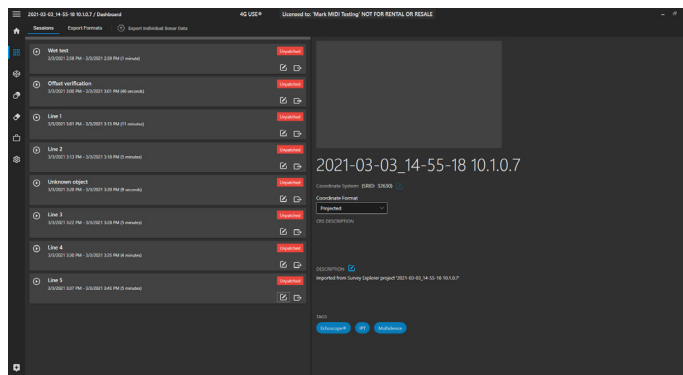 2021-03-03_14-55-18 10.1.0.7 / Dashboard
4G USE®
Licensed to: 'Mark MIDI Testing' NOT FOR RENTAL OR RESALE
Sessions
Export Formats
Export Individual Sonar Data
Wet test
Unpatched
3/3/2021 2:58 PM - 3/3/2021 2:59 PM (1 minute)
Offset verification
Unpatched
3/3/2021 3:00 PM - 3/3/2021 3:01 PM (46 seconds)
Line 1
Unpatched
3/3/2021 3:01 PM - 3/3/2021 3:13 PM (11 minutes)
Line 2
Unpatched
3/3/2021 3:13 PM - 3/3/2021 3:18 PM (5 minutes)
Unknown object
Unpatched
3/3/2021 3:20 PM - 3/3/2021 3:20 PM (9 seconds)
Line 3
Unpatched
3/3/2021 3:22 PM - 3/3/2021 3:28 PM (5 minutes)
Line 4
Unpatched
3/3/2021 3:30 PM - 3/3/2021 3:35 PM (4 minutes)
Line 5
Unpatched
3/3/2021 3:37 PM - 3/3/2021 3:43 PM (5 minutes)
2021-03-03_14-55-18 10.1.0.7
Coordinate System: (SRID: 32630)
Coordinate Format
Projected
CRS DESCRIPTION
DESCRIPTION
Imported from Survey Explorer project '2021-03-03_14-55-18 10.1.0.7'
TAGS
Echoscope®
IPT
Multidevice